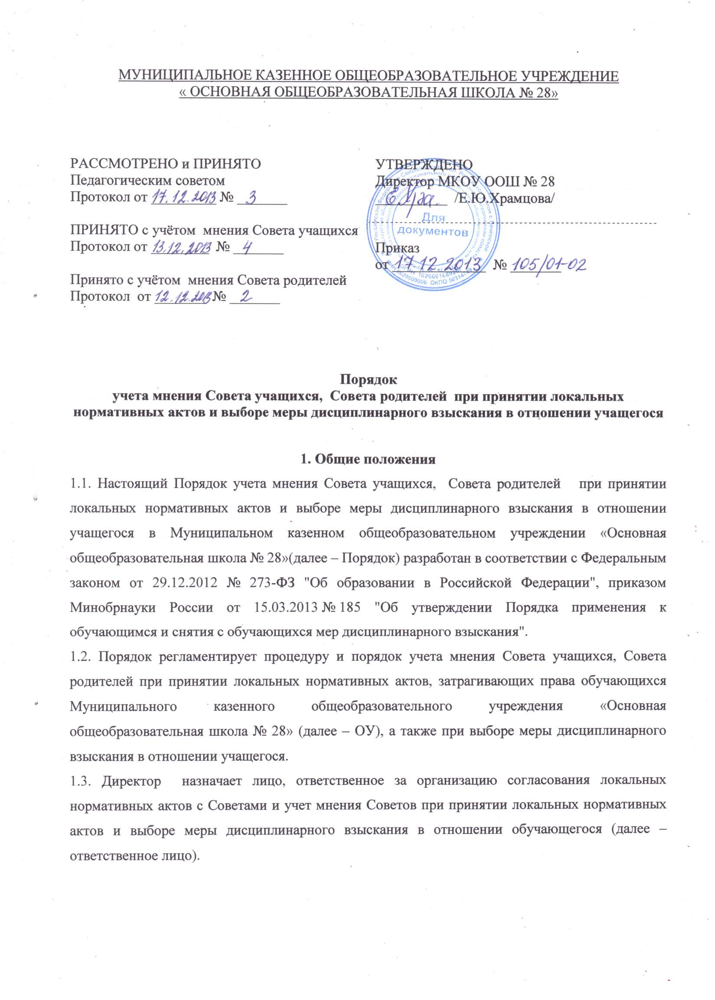 МУНИЦИПАЛЬНОЕ КАЗЕННОЕ ОБЩЕОБРАЗОВАТЕЛЬНОЕ УЧРЕЖДЕНИЕ
« ОСНОВНАЯ ОБЩЕОБРАЗОВАТЕЛЬНАЯ ШКОЛА № 28»
РАССМОТРЕНО и ПРИНЯТО
Педагогическим советом
Протокол от 17.12.2013 № 3
ПРИНЯТО с учётом мнения Совета учащихся
Протокол от 13.12.2013 № 4
Принято с учётом мнения Совета родителей
Протокол от 12.12.2013 № 2
УТВЕРЖДЕНО
Директор МКОУ ООШ № 28
/Е.Ю.Храмцова/
Для
документов
Приказ
от 17 12 2013 № 105/01-02
Порядок
учета мнения Совета учащихся, Совета родителей при принятии локальных
нормативных актов и выборе меры дисциплинарного взыскания в отношении учащегося
1. Общие положения
1.1. Настоящий Порядок учета мнения Совета учащихся, Совета родителей при принятии
локальных нормативных актов и выборе меры дисциплинарного взыскания в отношении
учащегося в Муниципальном казенном общеобразовательном учреждении «Основная
общеобразовательная школа № 28»(далее – Порядок) разработан в соответствии с Федеральным
законом от 29.12.2012 № 273-ФЗ "Об образовании в Российской Федерации", приказом
Минобрнауки России от 15.03.2013 № 185 "Об утверждении Порядка применения к
обучающимся и снятия с обучающихся мер дисциплинарного взыскания".
1.2. Порядок регламентирует процедуру и порядок учета мнения Совета учащихся, Совета
родителей при принятии локальных нормативных актов, затрагивающих права обучающихся
Муниципального казенного общеобразовательного учреждения «Основная
общеобразовательная школа № 28» (далее – ОУ), а также при выборе меры дисциплинарного
взыскания в отношении учащегося.
1.3. Директор назначает лицо, ответственное за организацию согласования локальных
нормативных актов с Советами и учет мнения Советов при принятии локальных нормативных
актов и выборе меры дисциплинарного взыскания в отношении обучающегося (далее –
ответственное лицо).